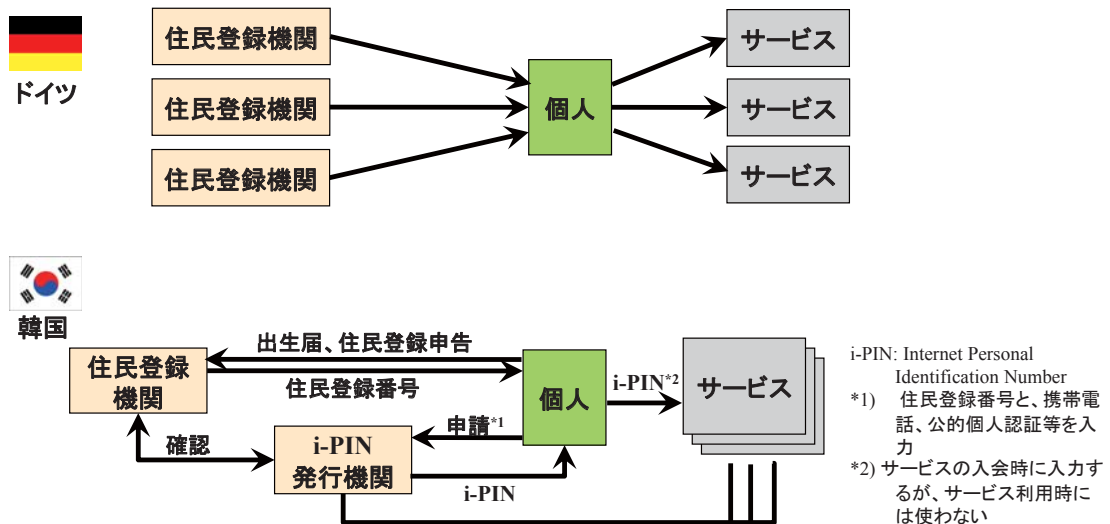 ドイツ
住民登録機関
住民登録機関
住民登録機関
個人
サービス
サービス
サービス
韓国
住民登録
機関
出生届、住民登録申告
住民登録番号
確認
i-PIN
発行機関
申請*1
i-PIN
個人
i-PIN*2
サービス
i-PIN: Internet Personal
Identification Number
*1) 住民登録番号と、携帯電
話、公的個人認証等を入
力
*2) サービスの入会時に入力す
るが、サービス利用時に
は使わない